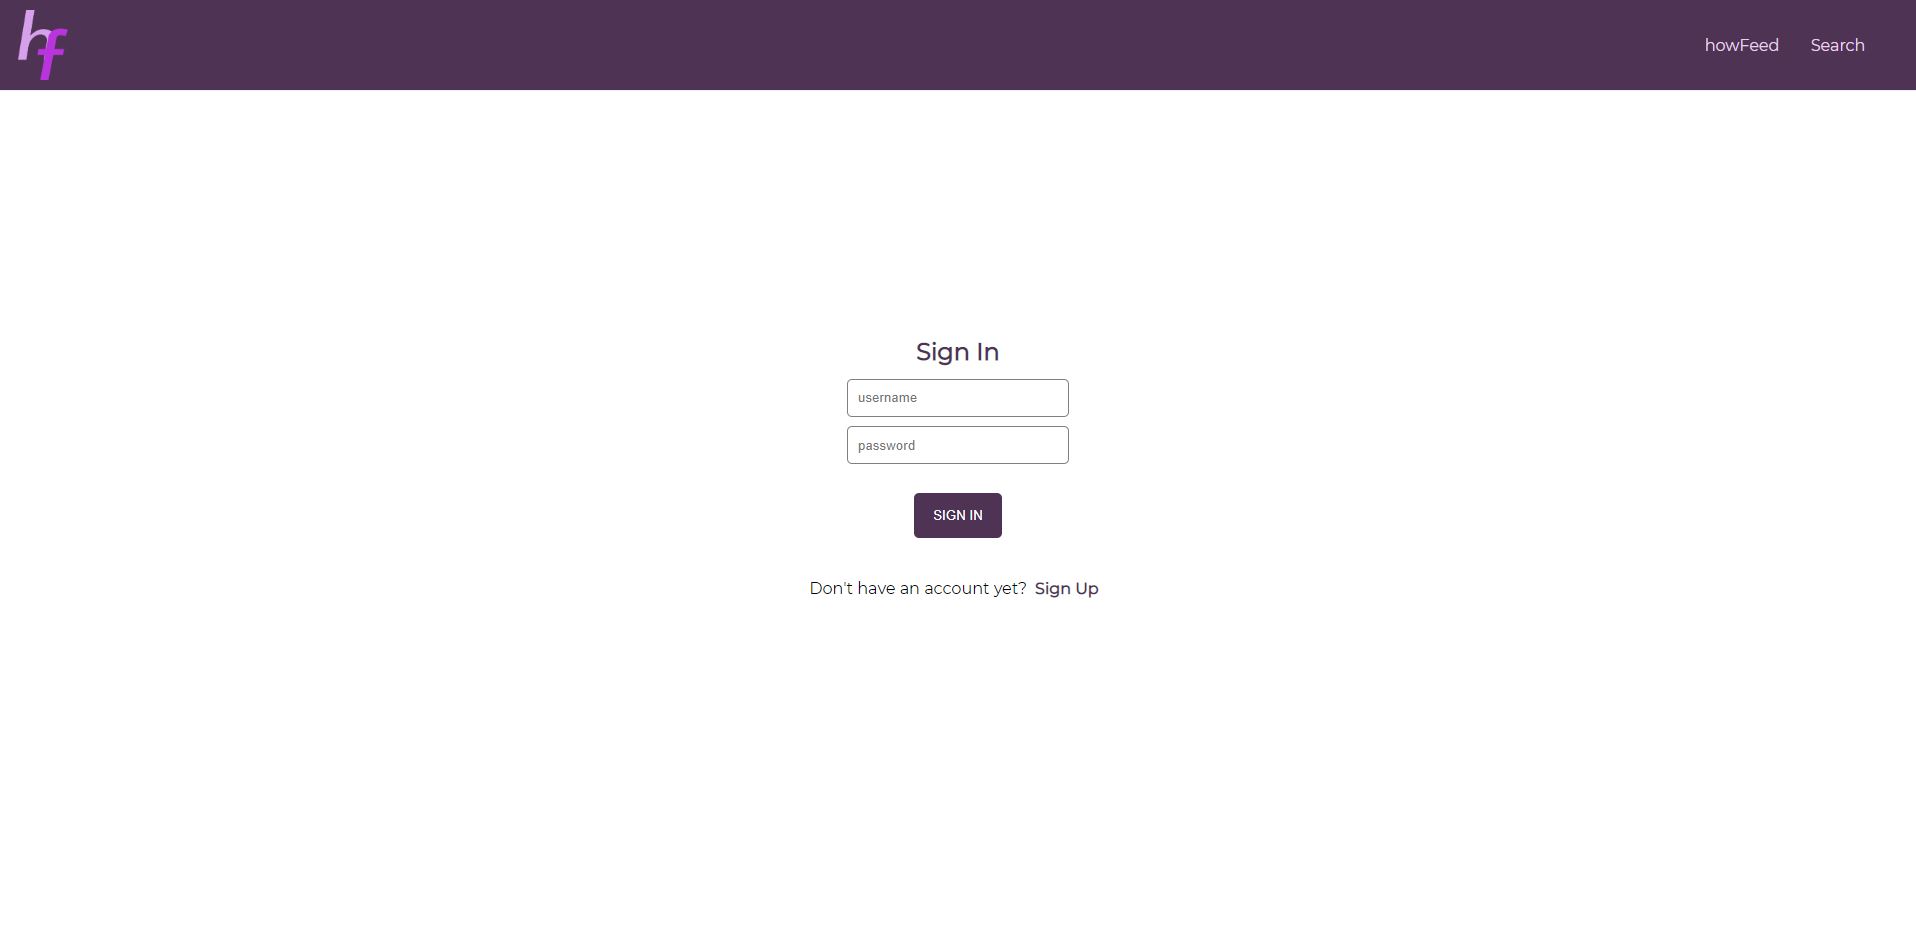 hf
howFeed Search
Sign In
username
password
SIGN IN
Don't have an account yet? Sign Up